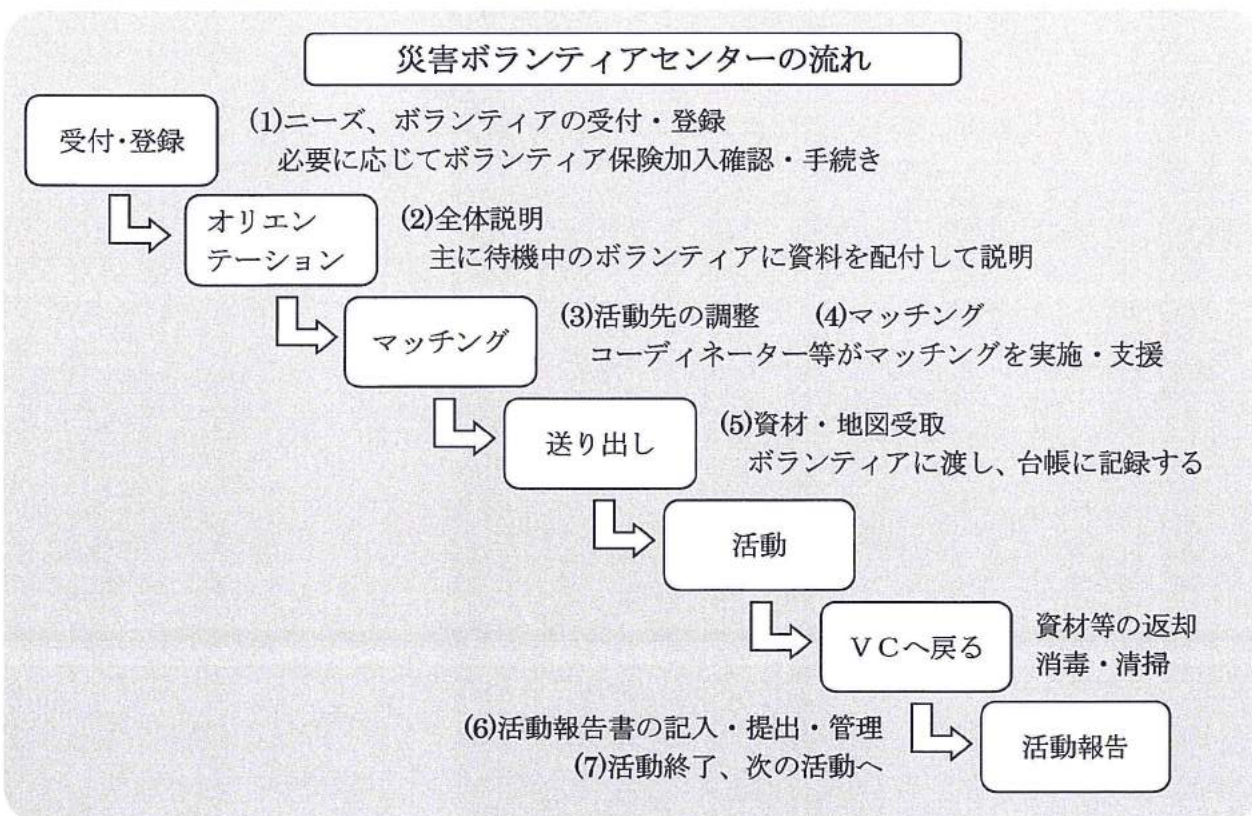 災害ボランティアセンターの流れ
受付・登録
(1)ニーズ、ボランティアの受付・登録
必要に応じてボランティア保険加入確認・手続き
オリエン
テーション
(2)全体説明
主に待機中のボランティアに資料を配付して説明
マッチング
(3)活動先の調整　　(4)マッチング
コーディネーター等がマッチングを実施・支援
送り出し
(5)資材・地図受取
ボランティアに渡し、台帳に記録する
活動
ＶＣへ戻る
資材等の返却
消毒・清掃
(6)活動報告書の記入・提出・管理
(7)活動終了、次の活動へ
活動報告